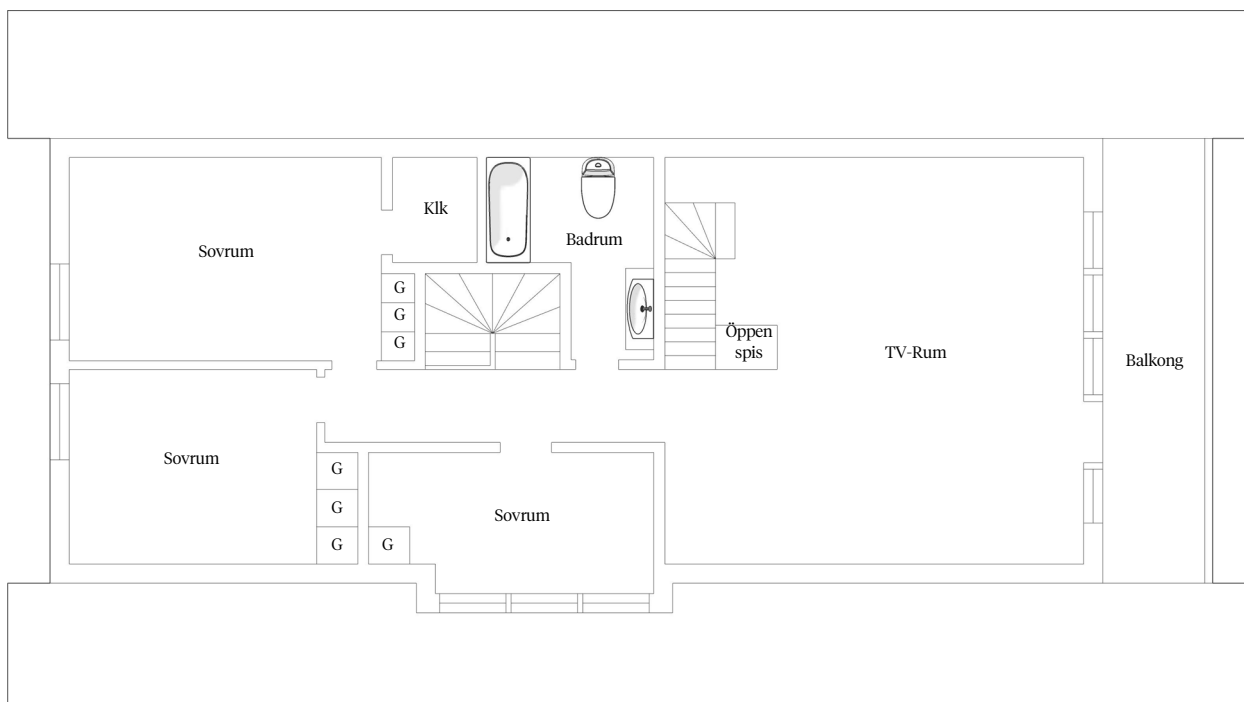 Klk
Badrum
Sovrum
G
G
G
Öppen
spis
TV-Rum
Balkong
Sovrum
G
G
G
G
Sovrum